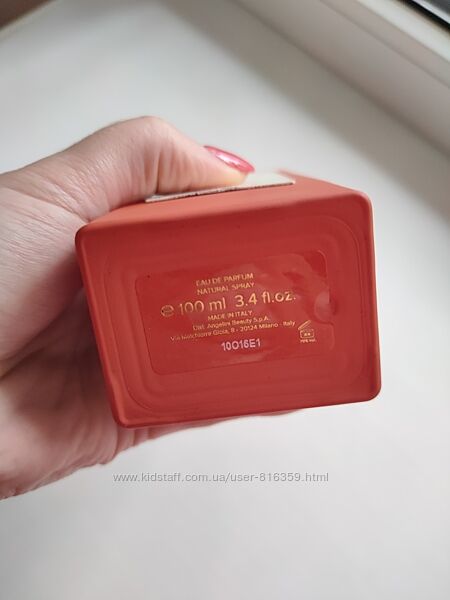 EAU DE PARFUM
NATURAL SPRAY
e 100 ml 3.4 fl.oz.
MADE IN ITALY
Dist. Angelini Beauty S.p.A.
Via Melchiorre Gioia, 8 - 20124 Milano - Italy
10O16E1
www.kidstaff.com.ua/user-816359.html